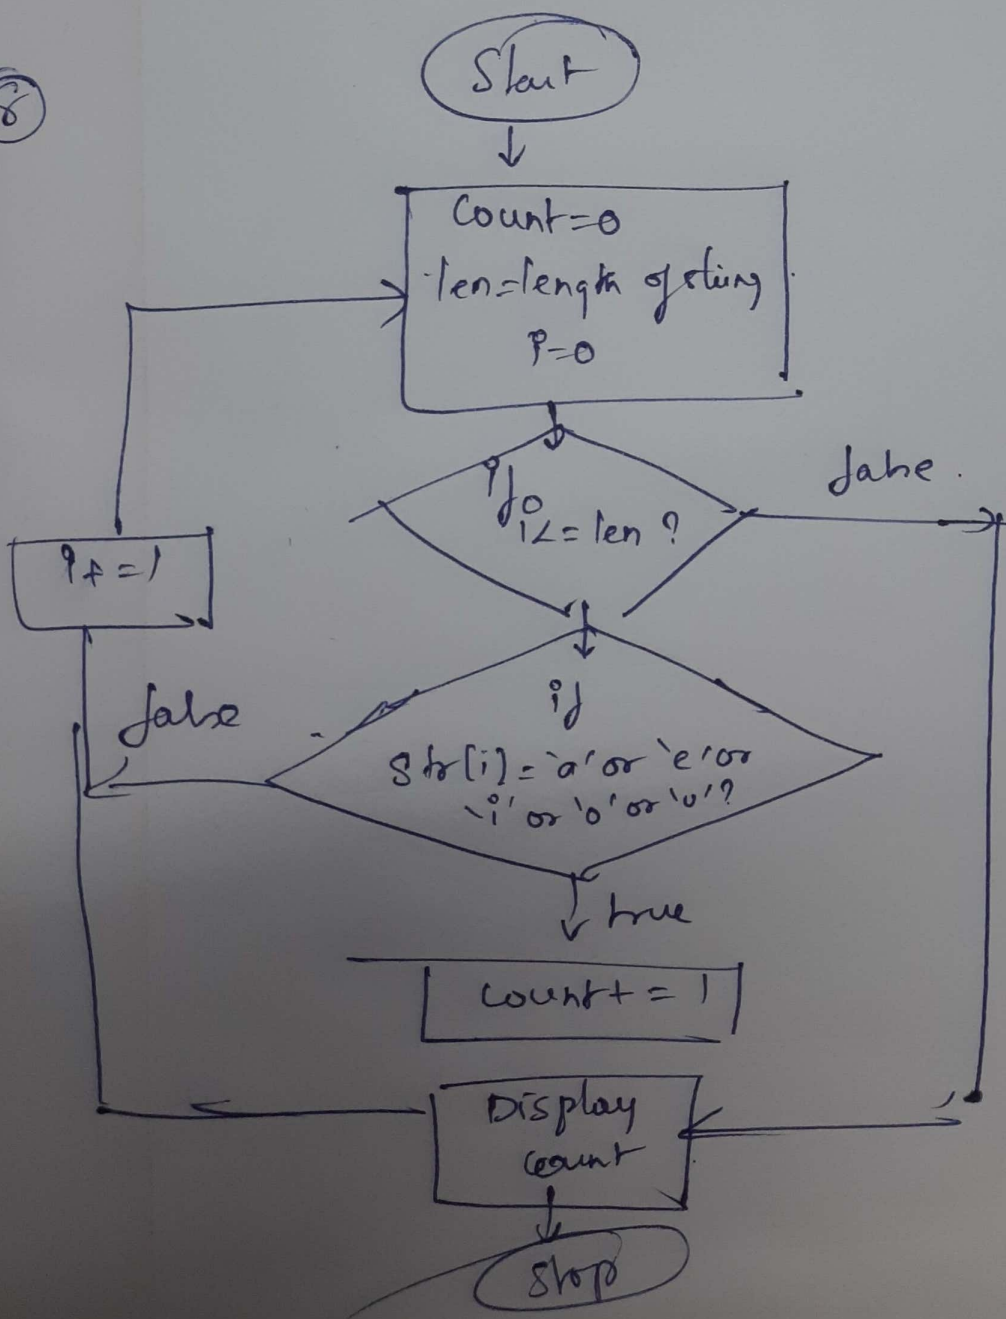 8
Start
Count=0
len=length of string
i=0
false.
if
i<=len?
i+=1
false
if
str[i]='a' or 'e' or
'i' or 'o' or 'u'?
true
count+=1
Display
count
Stop